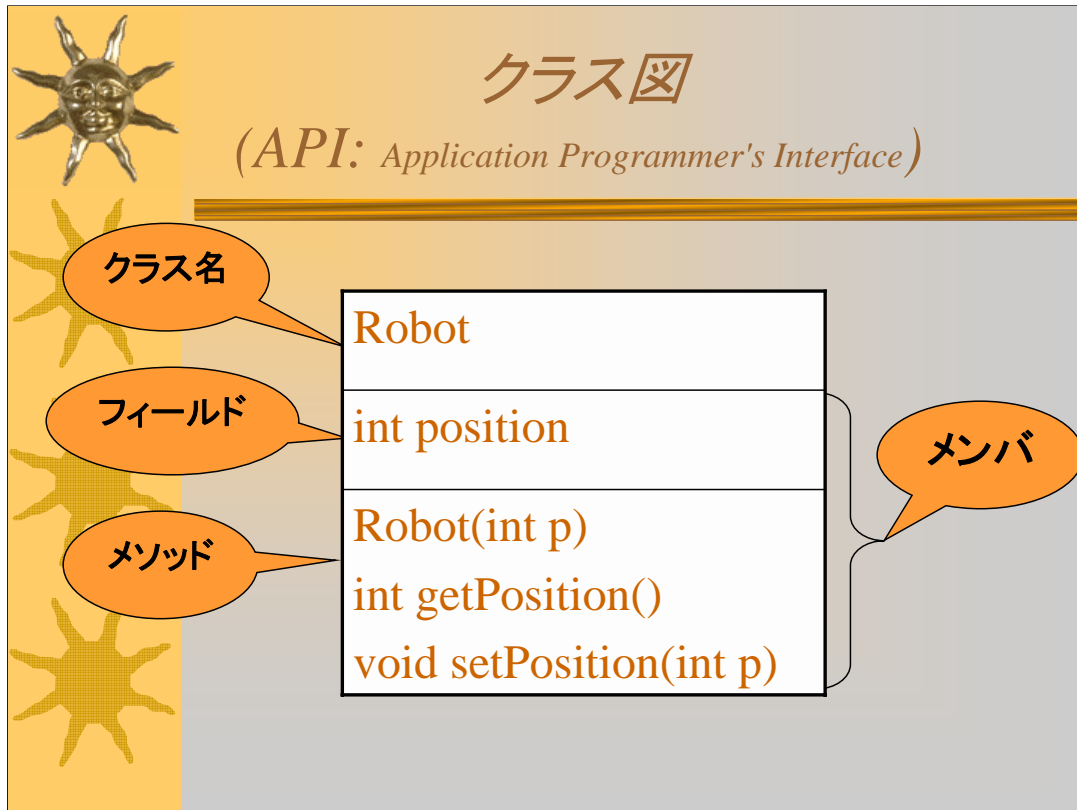 クラス図
(API: Application Programmer's Interface)
クラス名
Robot
フィールド
int position
メンバ
メソッド
Robot(int p)
int getPosition()
void setPosition(int p)